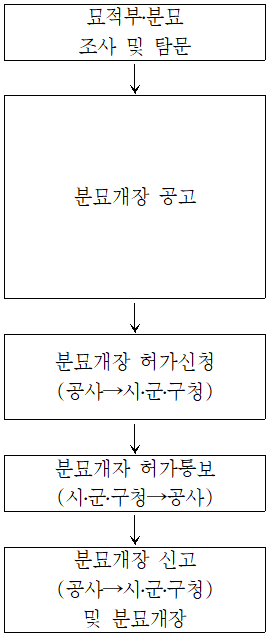 묘적부·분묘
조사 및 탐문
분묘개장 공고
분묘개장 허가신청
(공사→시·군·구청)
분묘개자 허가통보
(시·군·구청→공사)
분묘개장 신고
(공사→시·군·구청)
및 분묘개장